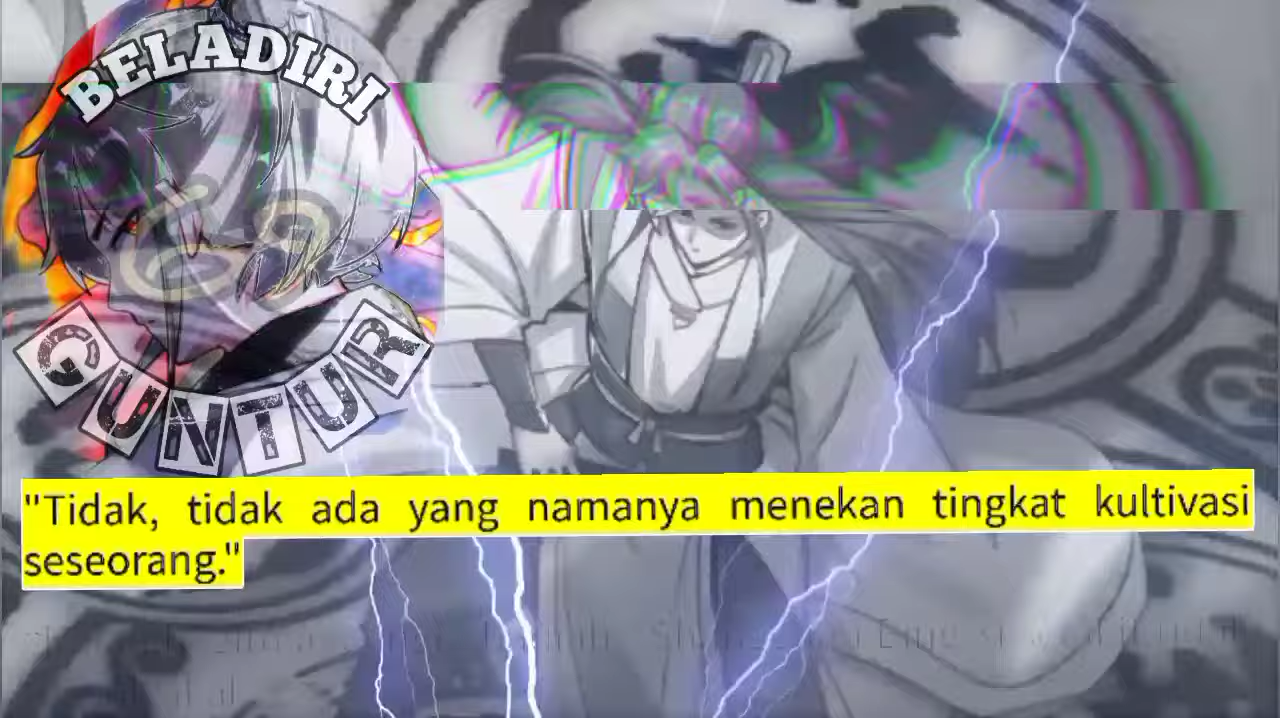 BELADIRI
GUNTUR
"Tidak, tidak ada yang namanya menekan tingkat kultivasi
seseorang."